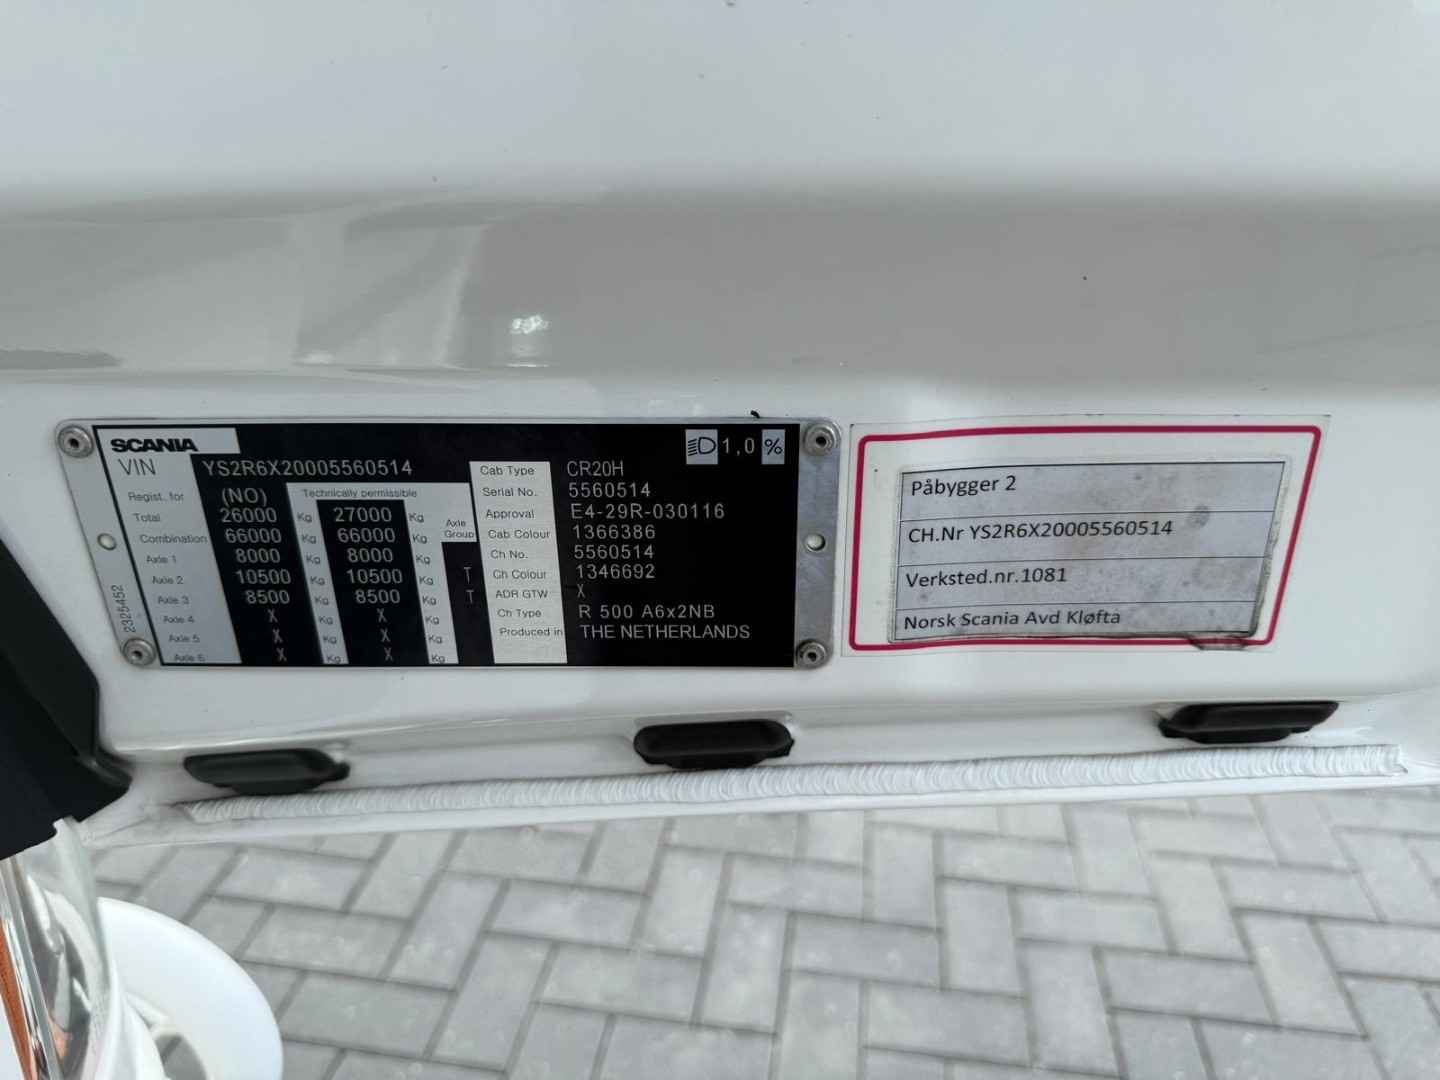 SCANIA
VIN YS2R6X20005560514
1,0 %
Regist. for (NO) Technically permissible
Total 26000 Kg 27000 Kg Axle Group
Combination 66000 Kg 66000 Kg
Axle 1 8000 Kg 8000 Kg
Axle 2 10500 Kg 10500 Kg T
Axle 3 8500 Kg 8500 Kg T
Axle 4 X Kg X Kg
Axle 5 X Kg X Kg
Axle 6 X Kg X Kg
2325452
Cab Type CR20H
Serial No. 5560514
Approval E4-29R-030116
Cab Colour 1366386
Ch No. 5560514
Ch Colour 1346692
ADR GTW X
Ch Type R 500 A6x2NB
Produced in THE NETHERLANDS
Påbygger 2
CH.Nr YS2R6X20005560514
Verksted.nr.1081
Norsk Scania Avd Kløfta